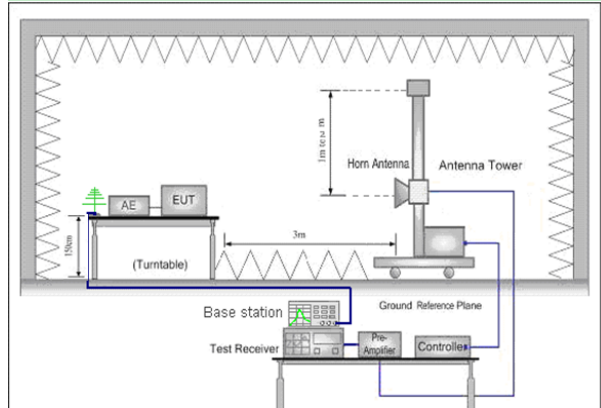 1m to 4 m
Horn Antenna
Antenna Tower
AE
EUT
150cm
3m
(Turntable)
Ground Reference Plane
Base station
Test Receiver
Pre-
Amplifier
Controller